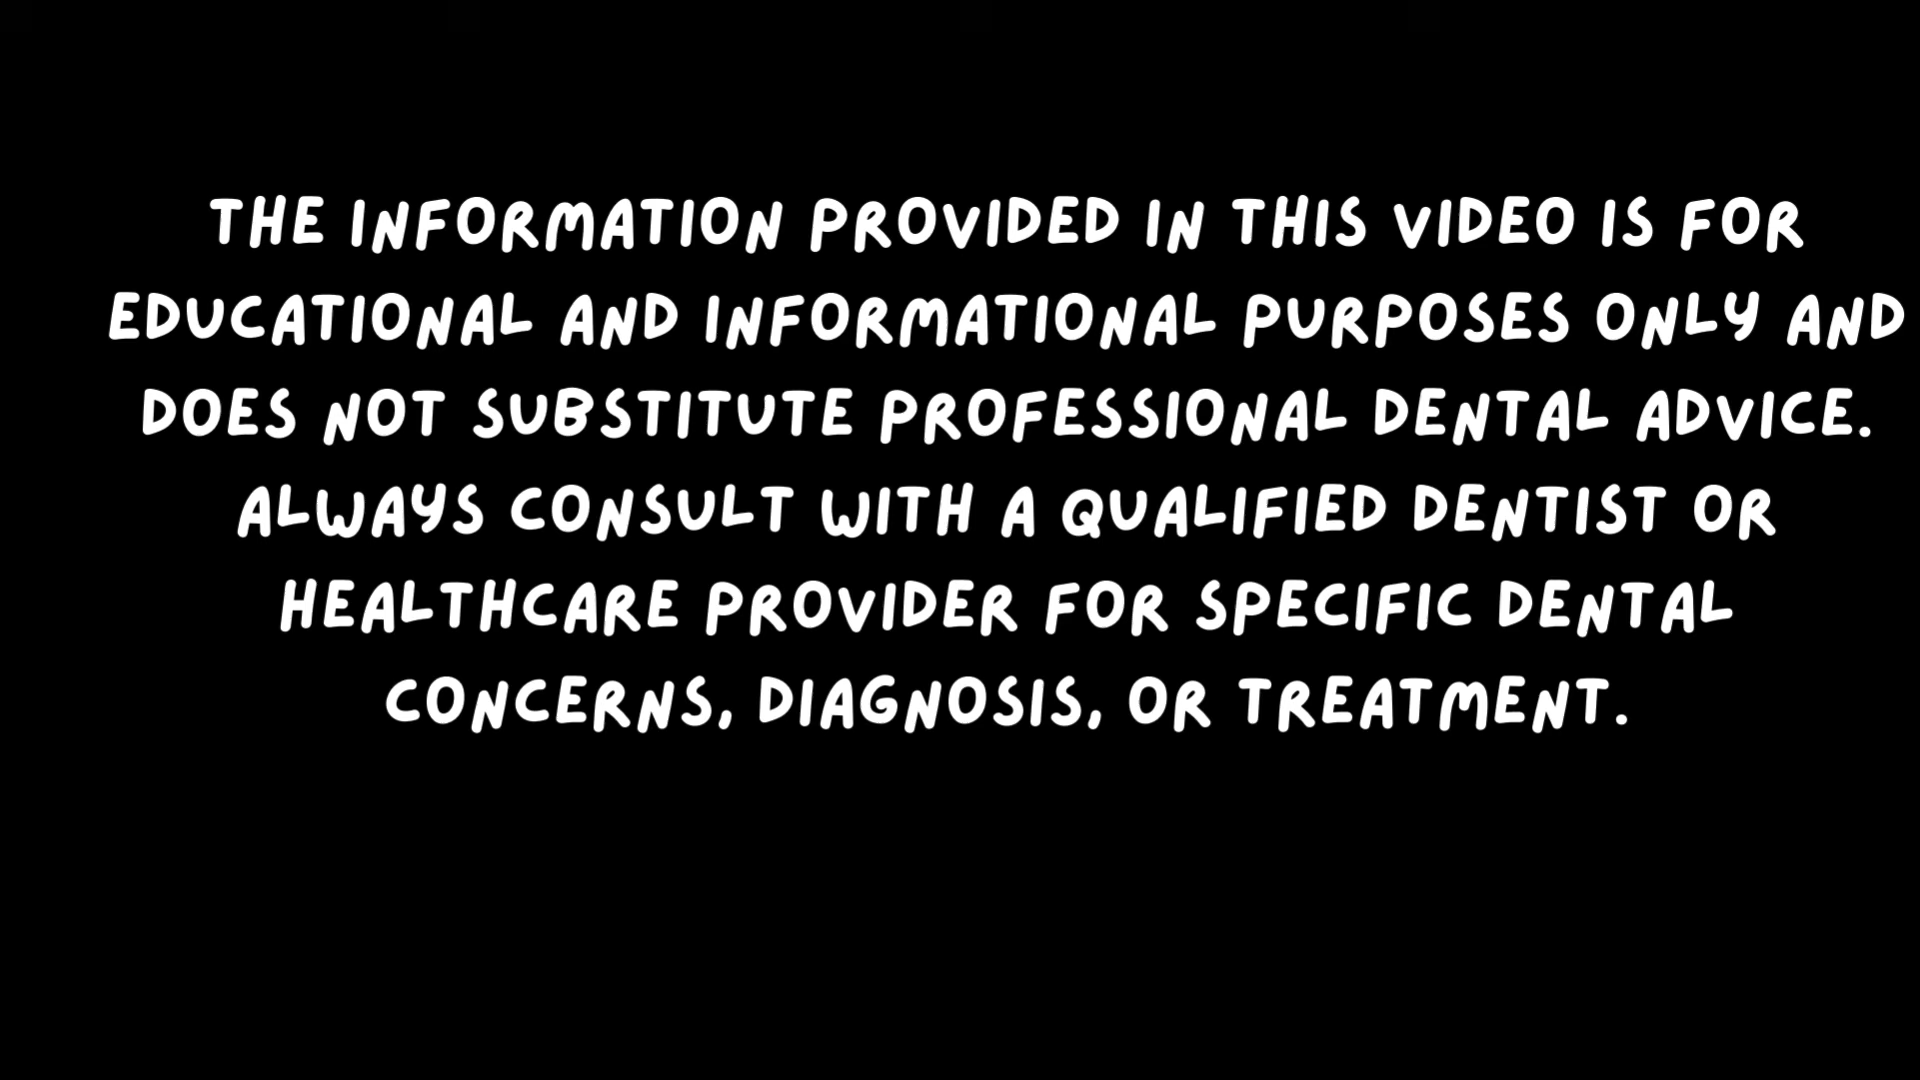 THE INFORMATION PROVIDED IN THIS VIDEO IS FOR
EDUCATIONAL AND INFORMATIONAL PURPOSES ONLY AND
DOES NOT SUBSTITUTE PROFESSIONAL DENTAL ADVICE.
ALWAYS CONSULT WITH A QUALIFIED DENTIST OR
HEALTHCARE PROVIDER FOR SPECIFIC DENTAL
CONCERNS, DIAGNOSIS, OR TREATMENT.